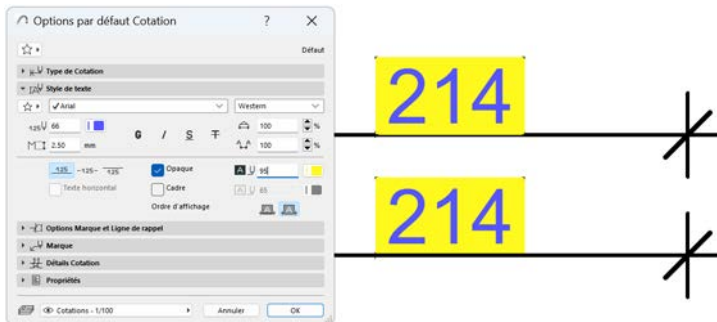 Options par défaut Cotation ? X
Défaut
Type de Cotation
Style de texte
Arial Western
125 66 100 %
G I S T
2.50 mm 100 %
125 -125- 125 Opaque A 95
Texte horizontal Cadre A 85
Ordre d'affichage
Options Marque et Ligne de rappel
Marque
Détails Cotation
Propriétés
Cotations - 1/100 Annuler OK
214
214